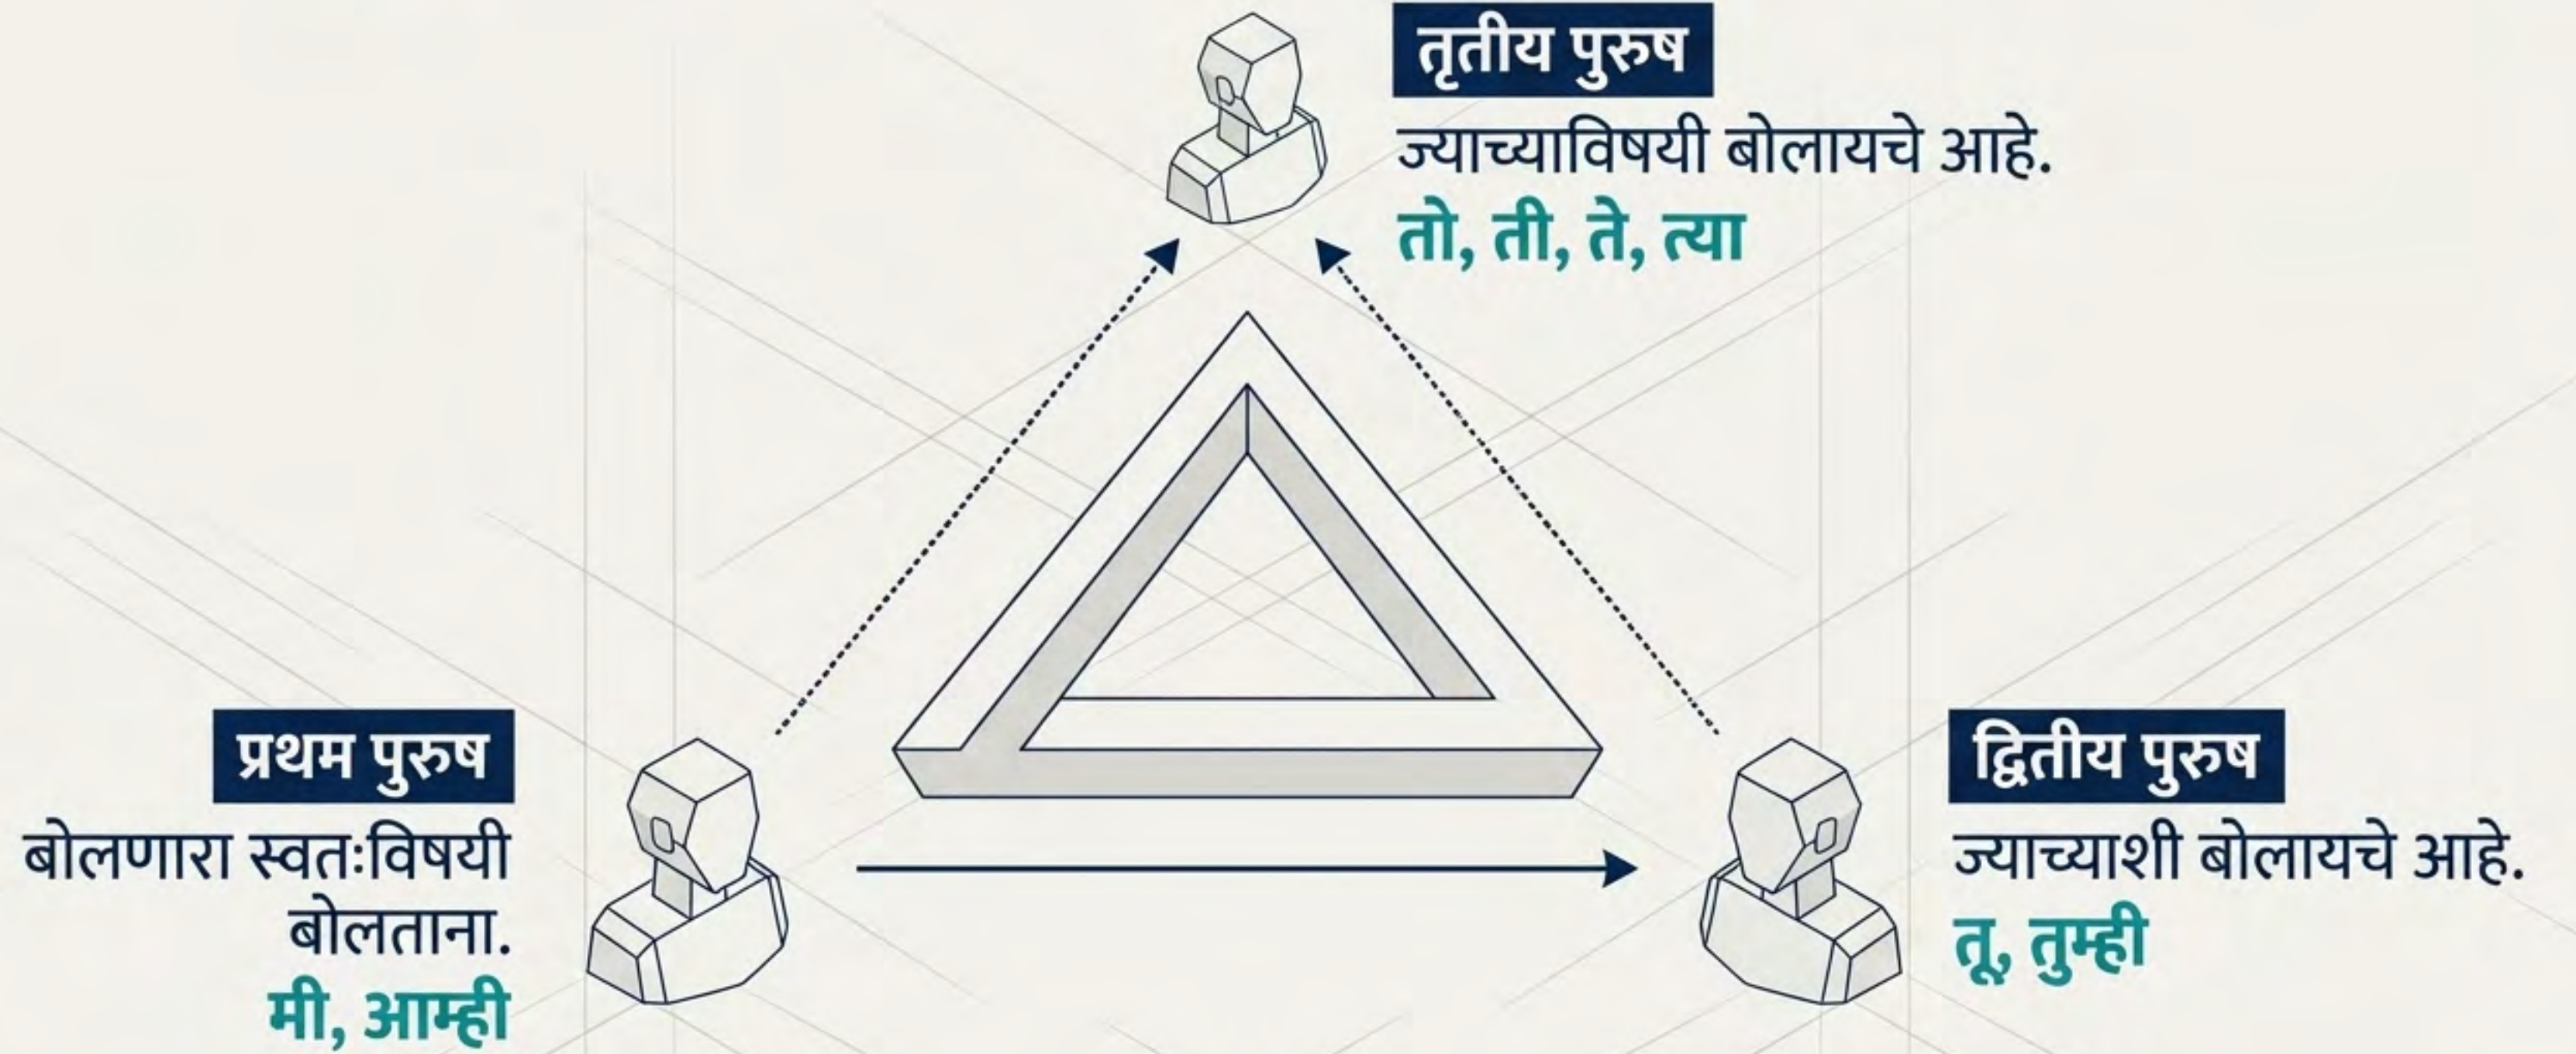 तृतीय पुरुष
ज्याच्याविषयी बोलायचे आहे.
तो, ती, ते, त्या
प्रथम पुरुष
बोलणारा स्वतःविषयी
बोलताना.
मी, आम्ही
द्वितीय पुरुष
ज्याच्याशी बोलायचे आहे.
तू, तुम्ही